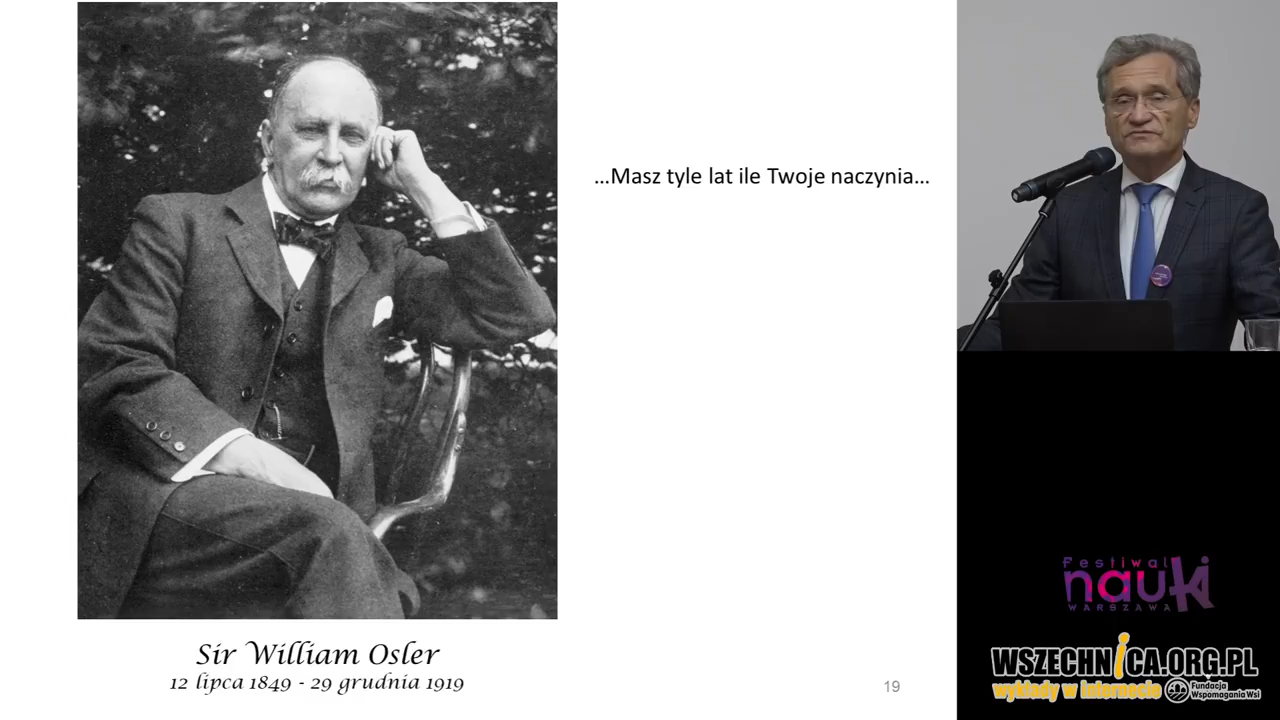 ...Masz tyle lat ile Twoje naczynia...
Sir William Osler
12 lipca 1849 - 29 grudnia 1919
19
Festiwal
nauki
WARSZAWA
WSZECHNICA.ORG.PL
wykłady w internecie
Fundacja
Wspomagania Wsi